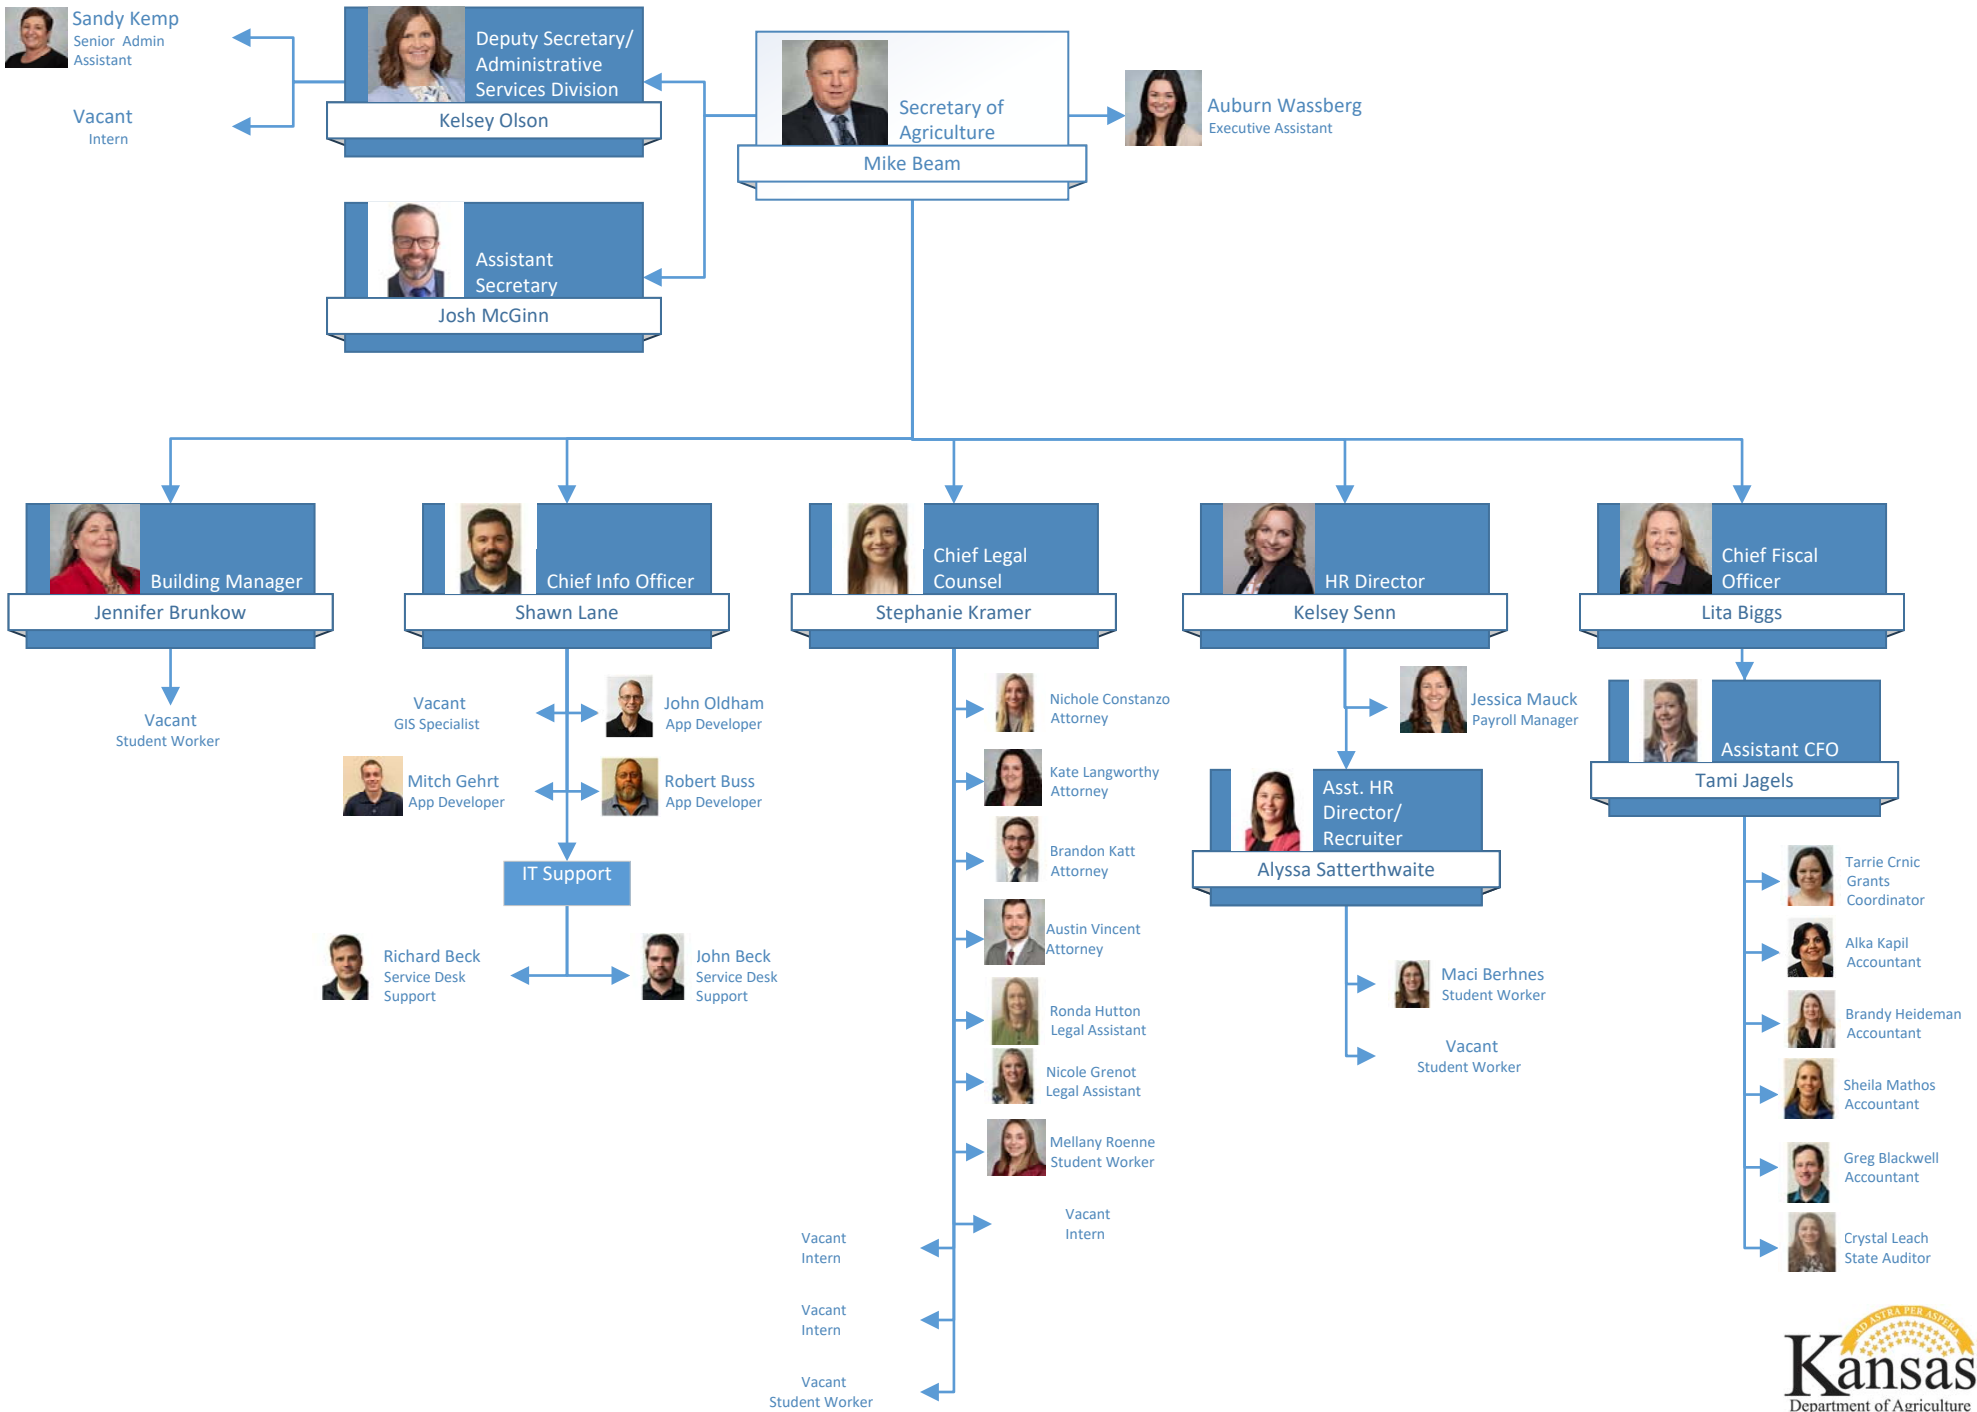 Sandy Kemp
Senior Admin
Assistant
Vacant
Intern
Deputy Secretary/
Administrative
Services Division
Kelsey Olson
Secretary of
Agriculture
Mike Beam
Auburn Wassberg
Executive Assistant
Assistant
Secretary
Josh McGinn
Building Manager
Jennifer Brunkow
Vacant
Student Worker
Chief Info Officer
Shawn Lane
Vacant
GIS Specialist
John Oldham
App Developer
Mitch Gehrt
App Developer
Robert Buss
App Developer
IT Support
Richard Beck
Service Desk
Support
John Beck
Service Desk
Support
Chief Legal
Counsel
Stephanie Kramer
Nichole Constanzo
Attorney
Kate Langworthy
Attorney
Brandon Katt
Attorney
Austin Vincent
Attorney
Ronda Hutton
Legal Assistant
Nicole Grenot
Legal Assistant
Mellany Roenne
Student Worker
Vacant
Intern
Vacant
Intern
Vacant
Intern
Vacant
Student Worker
HR Director
Kelsey Senn
Jessica Mauck
Payroll Manager
Asst. HR
Director/
Recruiter
Alyssa Satterthwaite
Maci Berhnes
Student Worker
Vacant
Student Worker
Chief Fiscal
Officer
Lita Biggs
Assistant CFO
Tami Jagels
Tarrie Crnic
Grants
Coordinator
Alka Kapil
Accountant
Brandy Heideman
Accountant
Sheila Mathos
Accountant
Greg Blackwell
Accountant
Crystal Leach
State Auditor
AD ASTRA PER ASPERA
Kansas
Department of Agriculture